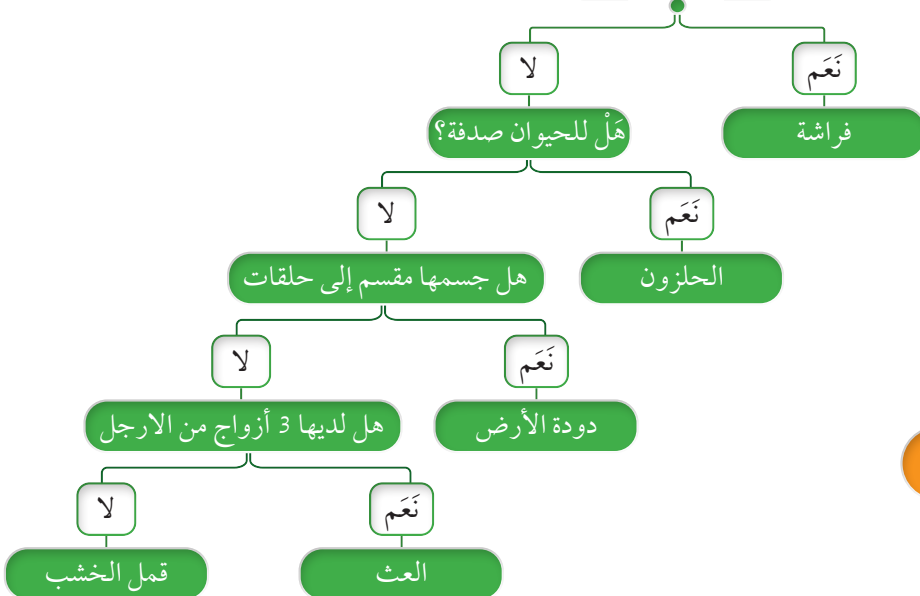 نَعَم
لا
فراشة
هَلْ للحيوان صدفة؟
نَعَم
لا
الحلزون
هل جسمها مقسم إلى حلقات
نَعَم
لا
دودة الأرض
هل لديها 3 أزواج من الارجل
نَعَم
لا
العث
قمل الخشب